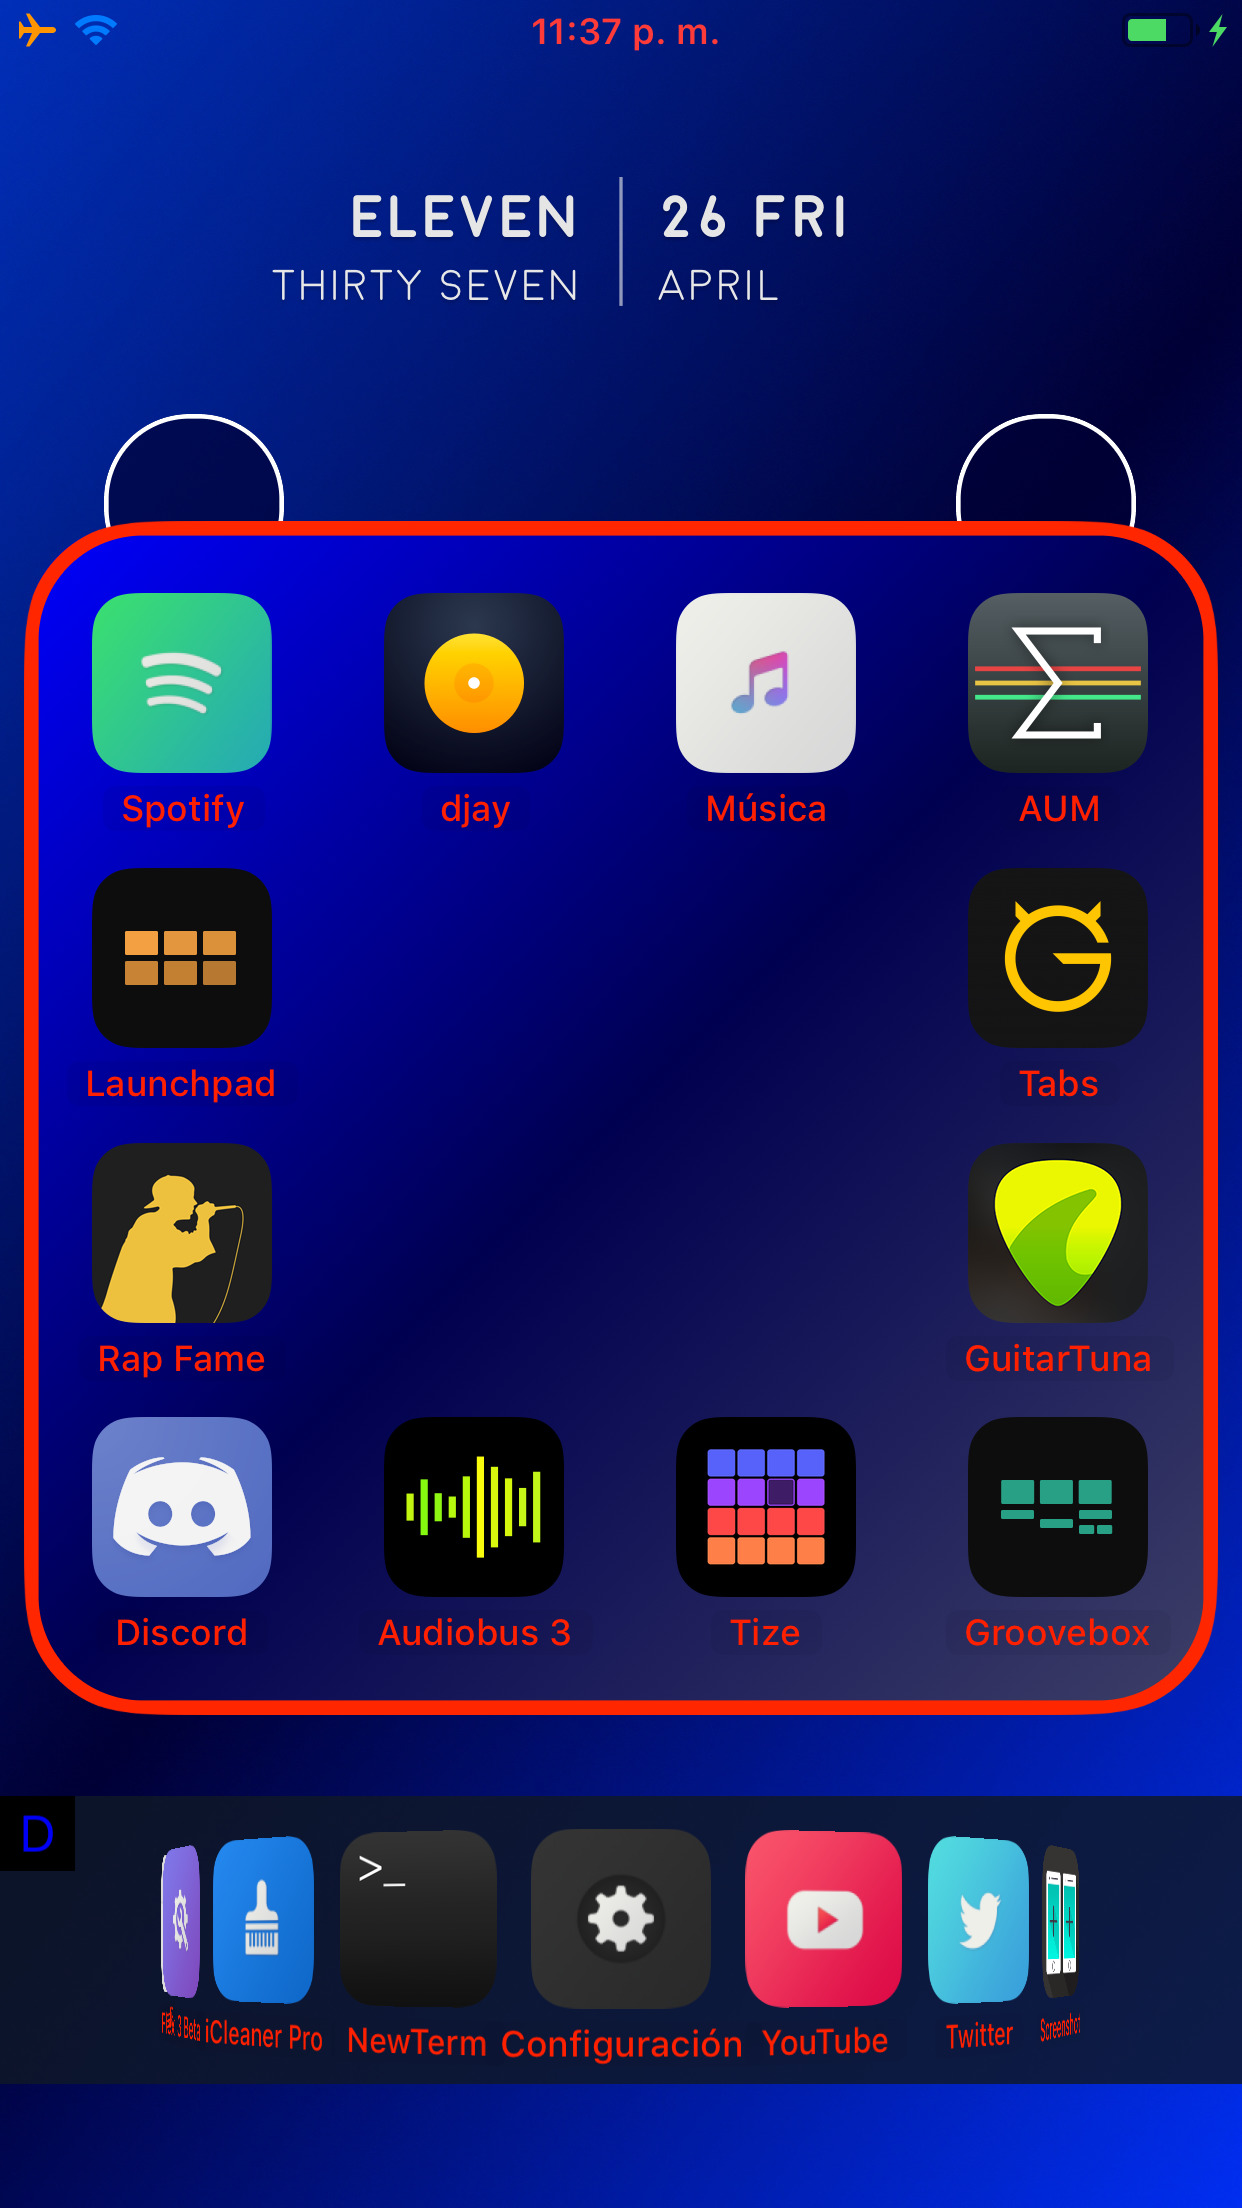 11:37 p. m.
ELEVEN
THIRTY SEVEN
26 FRI
APRIL
Spotify
djay
Música
AUM
Launchpad
Tabs
Rap Fame
GuitarTuna
Discord
Audiobus 3
Tize
Groovebox
D
>_
3 Beta
iCleaner Pro
NewTerm
Configuración
YouTube
Twitter
Screenshot